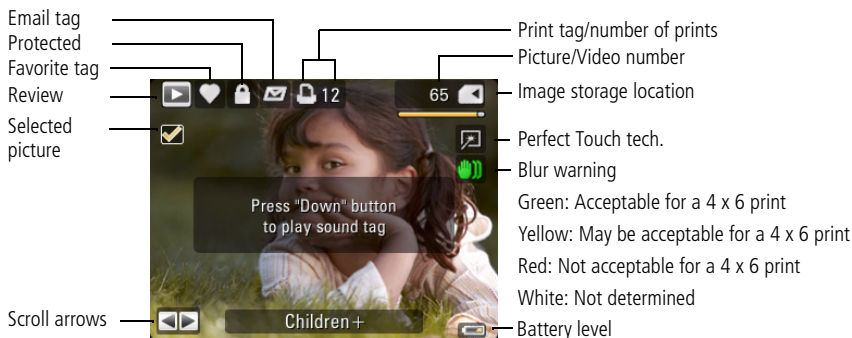 Email tag
Protected
Favorite tag
Review
Selected
picture
Scroll arrows
12
65
Press "Down" button
to play sound tag
Children+
Print tag/number of prints
Picture/Video number
Image storage location
Perfect Touch tech.
Blur warning
Green: Acceptable for a 4 x 6 print
Yellow: May be acceptable for a 4 x 6 print
Red: Not acceptable for a 4 x 6 print
White: Not determined
Battery level